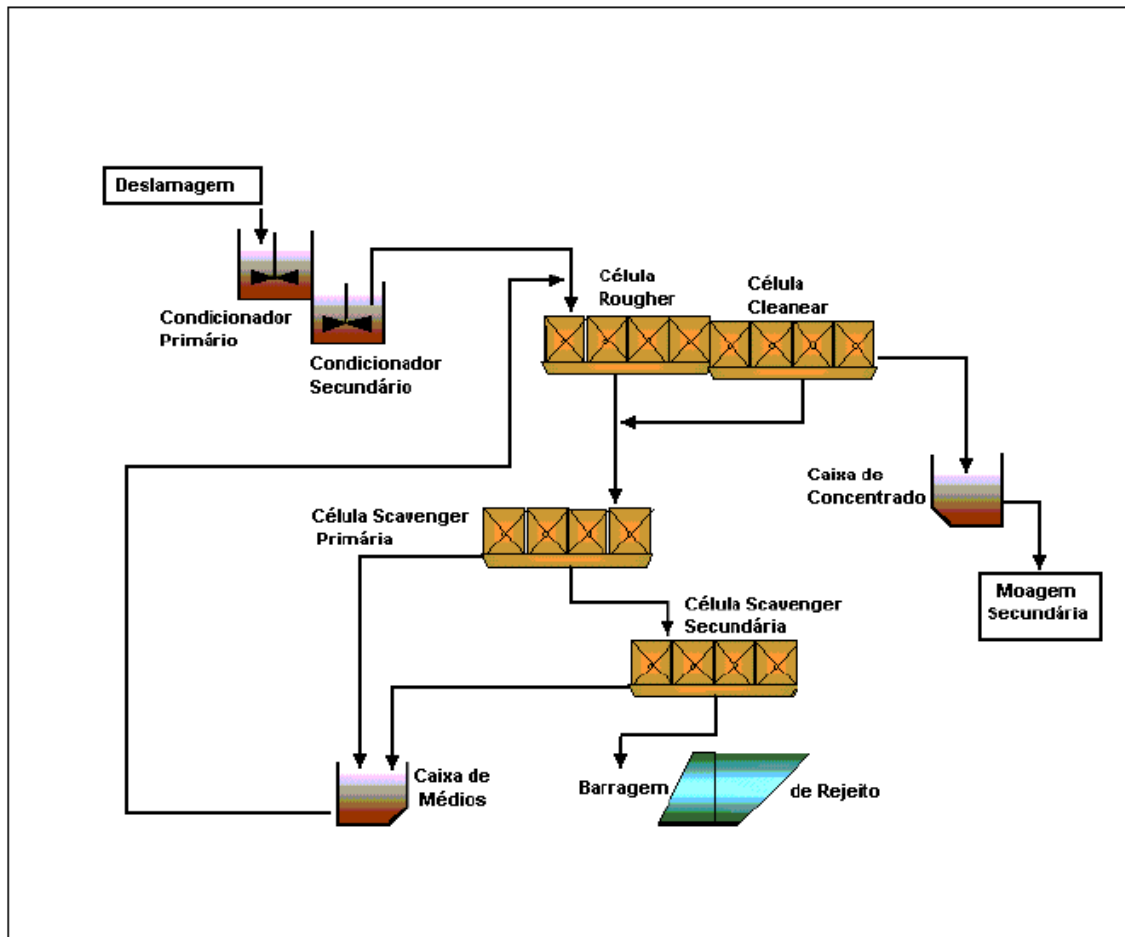 Deslamagem
Condicionador
Primário
Condicionador
Secundário
Célula
Rougher
Célula
Cleanear
Caixa de
Concentrado
Moagem
Secundária
Célula Scavenger
Primária
Célula Scavenger
Secundária
Caixa de
Médios
Barragem
de Rejeito